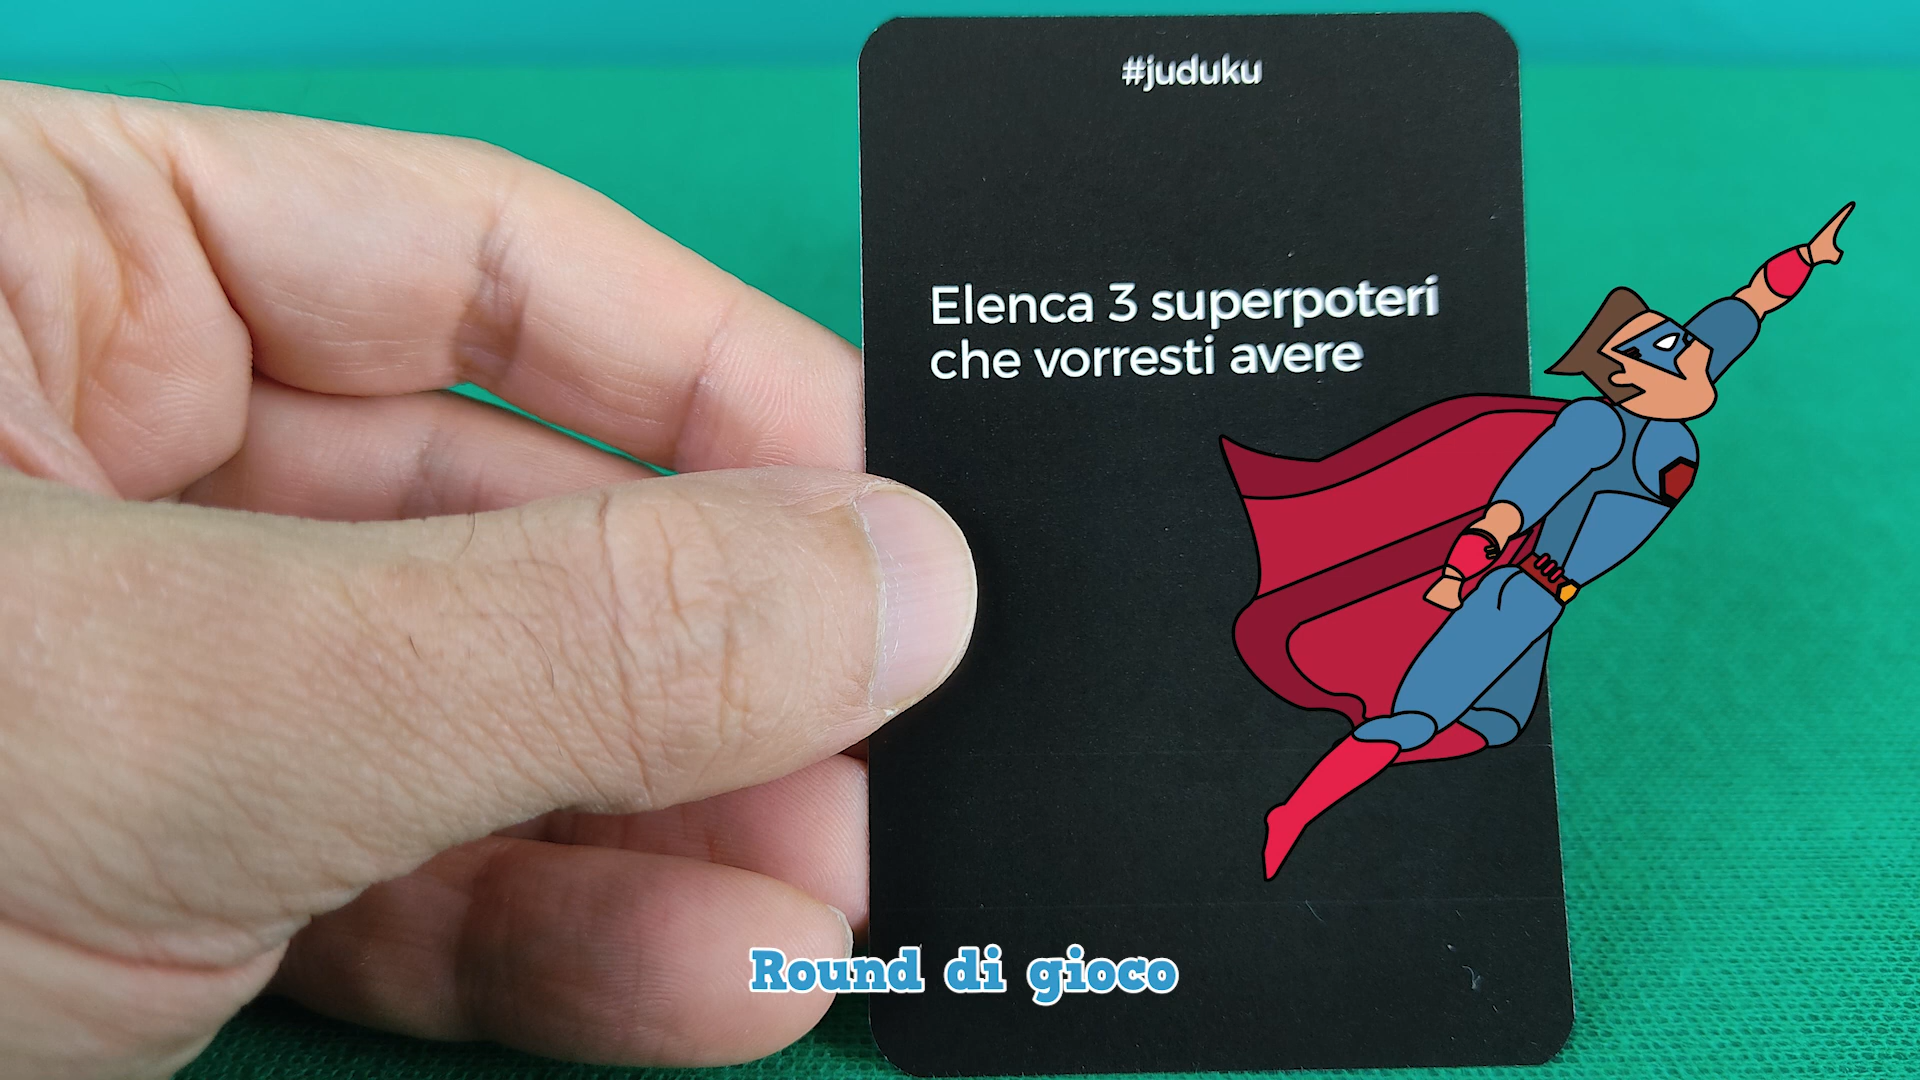 #juduku
Elenca 3 superpoteri
che vorresti avere
Round di gioco